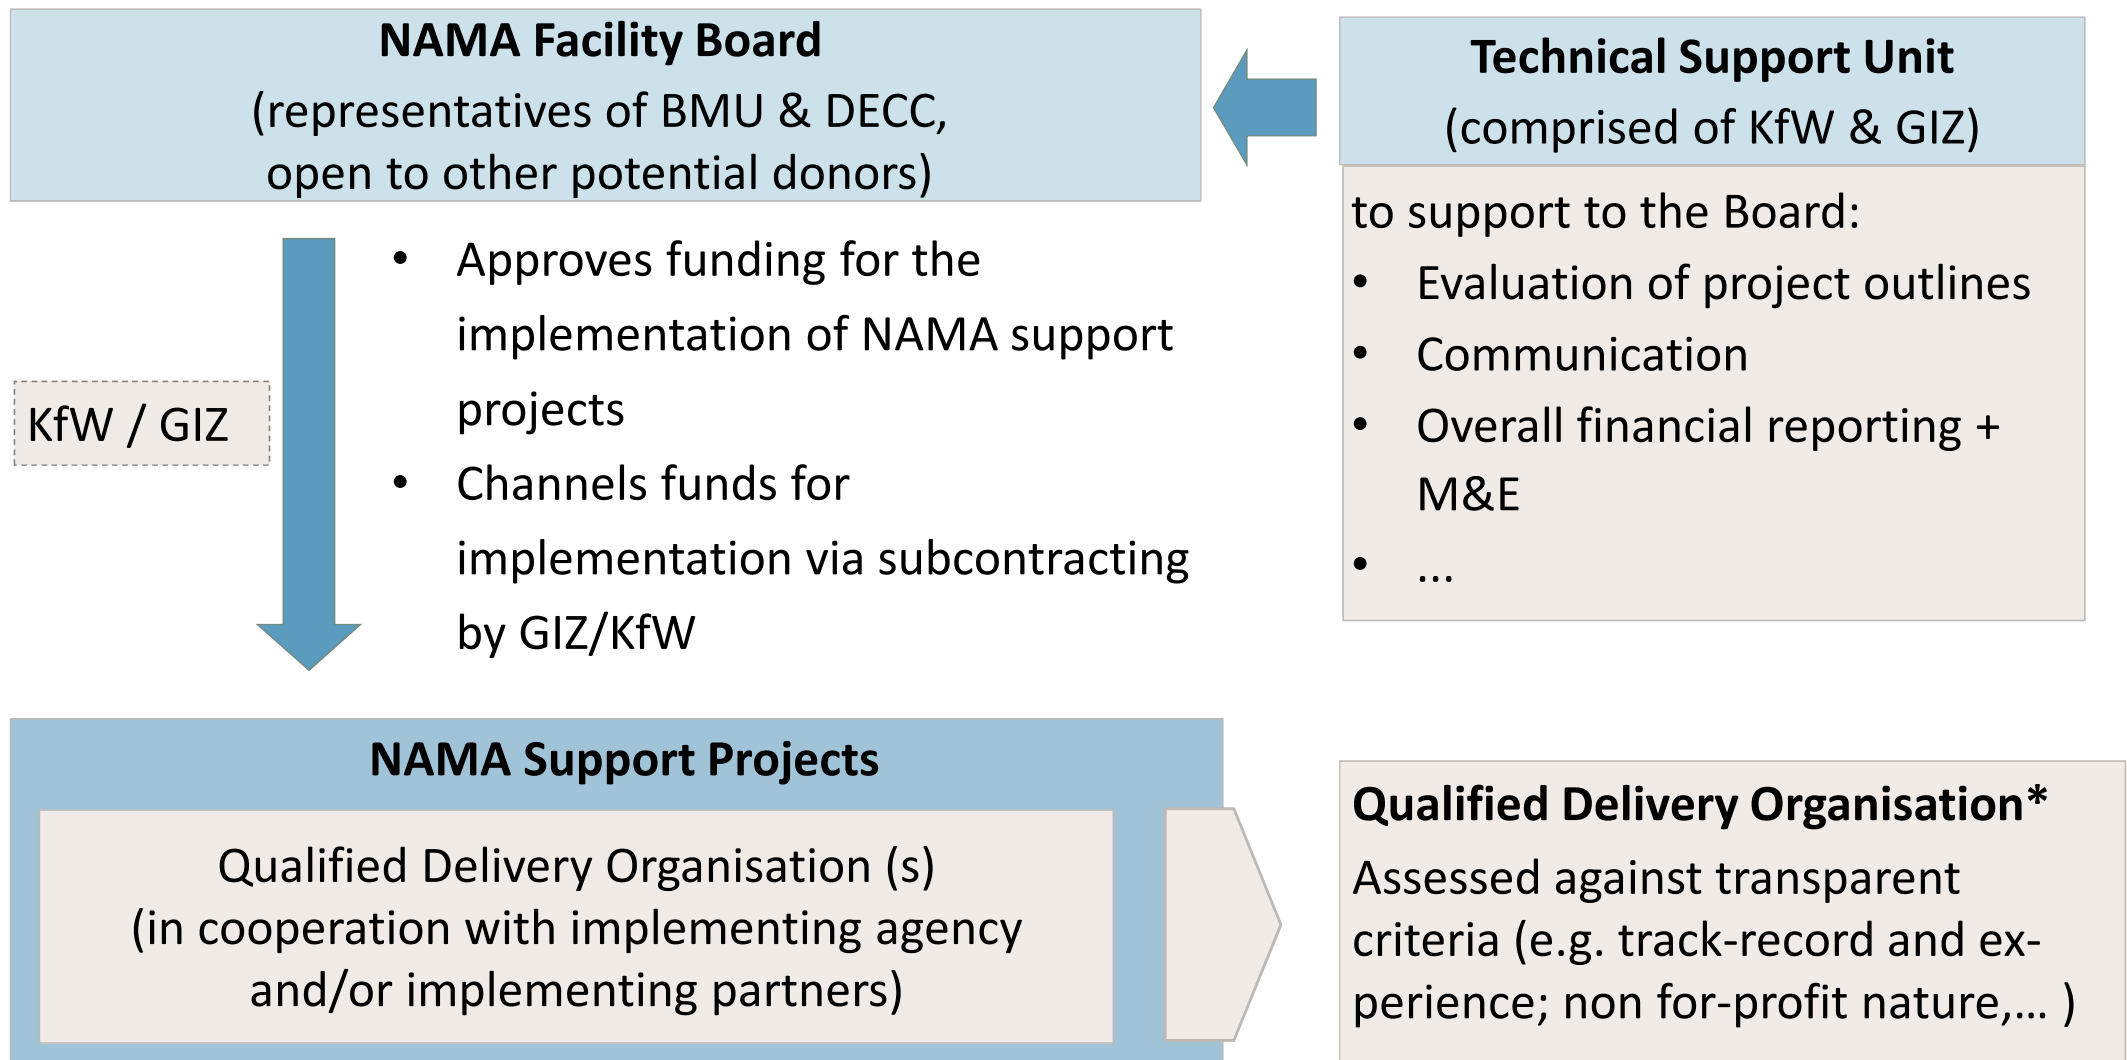 NAMA Facility Board
(representatives of BMU & DECC,
open to other potential donors)
Technical Support Unit
(comprised of KfW & GIZ)
to support to the Board:
• Evaluation of project outlines
• Communication
• Overall financial reporting +
M&E
• ...
KfW / GIZ
• Approves funding for the
implementation of NAMA support
projects
• Channels funds for
implementation via subcontracting
by GIZ/KfW
NAMA Support Projects
Qualified Delivery Organisation (s)
(in cooperation with implementing agency
and/or implementing partners)
Qualified Delivery Organisation*
Assessed against transparent
criteria (e.g. track-record and ex-
perience; non for-profit nature,... )